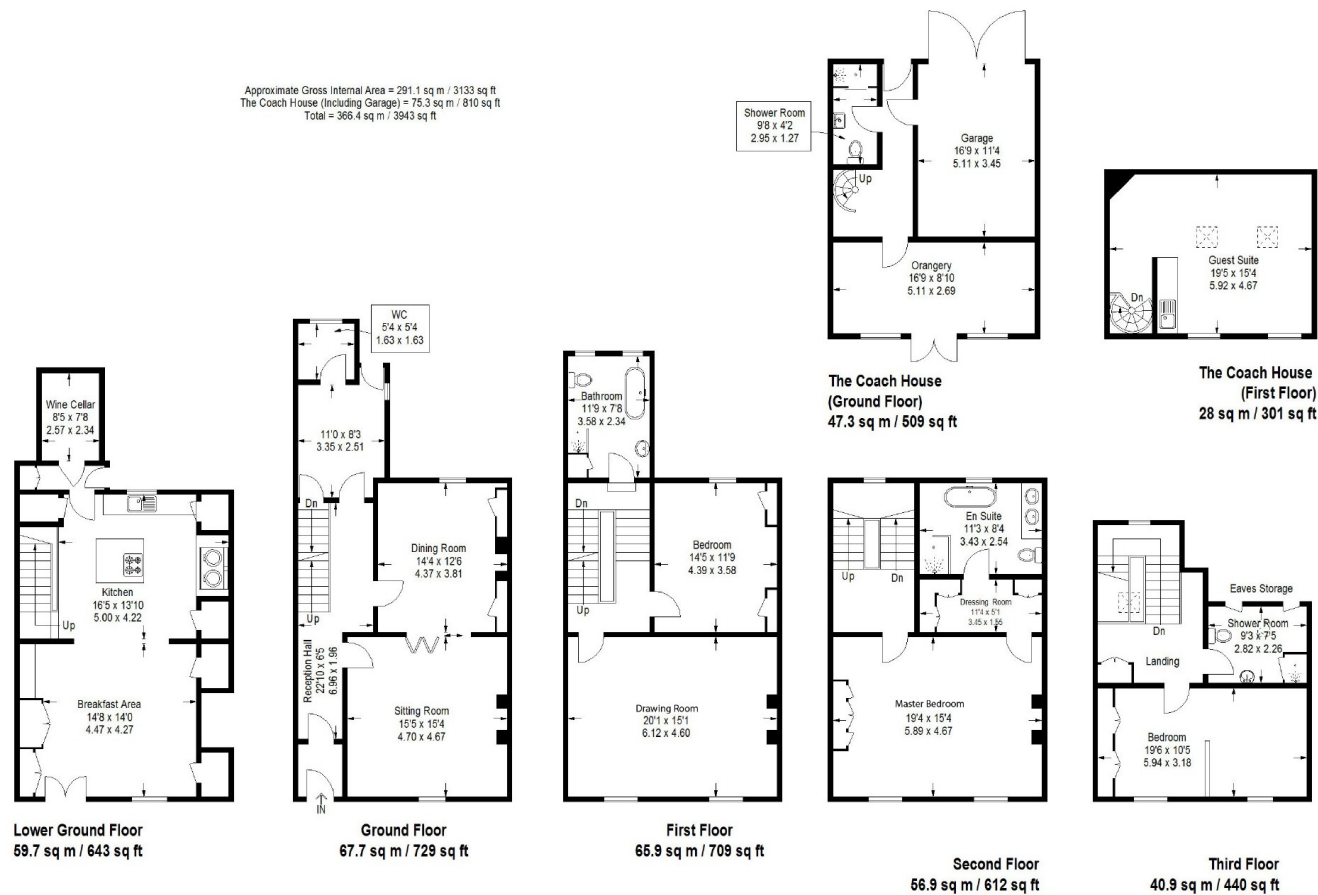 Approximate Gross Internal Area = 291.1 sq m / 3133 sq ft
The Coach House (Including Garage) = 75.3 sq m / 810 sq ft
Total = 366.4 sq m / 3943 sq ft
Wine Cellar
8'5 x 7'8
2.57 x 2.34
Up
Kitchen
16'5 x 13'10
5.00 x 4.22
Breakfast Area
14'8 x 14'0
4.47 x 4.27
Lower Ground Floor
59.7 sq m / 643 sq ft
WC
5'4 x 5'4
1.63 x 1.63
11'0 x 8'3
3.35 x 2.51
Dn
Up
Dining Room
14'4 x 12'6
4.37 x 3.81
Reception Hall
22'10 x 6'5
6.96 x 1.96
Sitting Room
15'5 x 15'4
4.70 x 4.67
IN
Ground Floor
67.7 sq m / 729 sq ft
Bathroom
11'9 x 7'8
3.58 x 2.34
Dn
Up
Bedroom
14'5 x 11'9
4.39 x 3.58
Drawing Room
20'1 x 15'1
6.12 x 4.60
First Floor
65.9 sq m / 709 sq ft
Shower Room
9'8 x 4'2
2.95 x 1.27
Up
Garage
16'9 x 11'4
5.11 x 3.45
Orangery
16'9 x 8'10
5.11 x 2.69
The Coach House
(Ground Floor)
47.3 sq m / 509 sq ft
Guest Suite
19'5 x 15'4
5.92 x 4.67
Dn
The Coach House
(First Floor)
28 sq m / 301 sq ft
En Suite
11'3 x 8'4
3.43 x 2.54
Up
Dn
Dressing Room
11'4 x 5'1
3.45 x 1.55
Master Bedroom
19'4 x 15'4
5.89 x 4.67
Second Floor
56.9 sq m / 612 sq ft
Eaves Storage
Shower Room
9'3 x 7'5
2.82 x 2.26
Dn
Landing
Bedroom
19'6 x 10'5
5.94 x 3.18
Third Floor
40.9 sq m / 440 sq ft